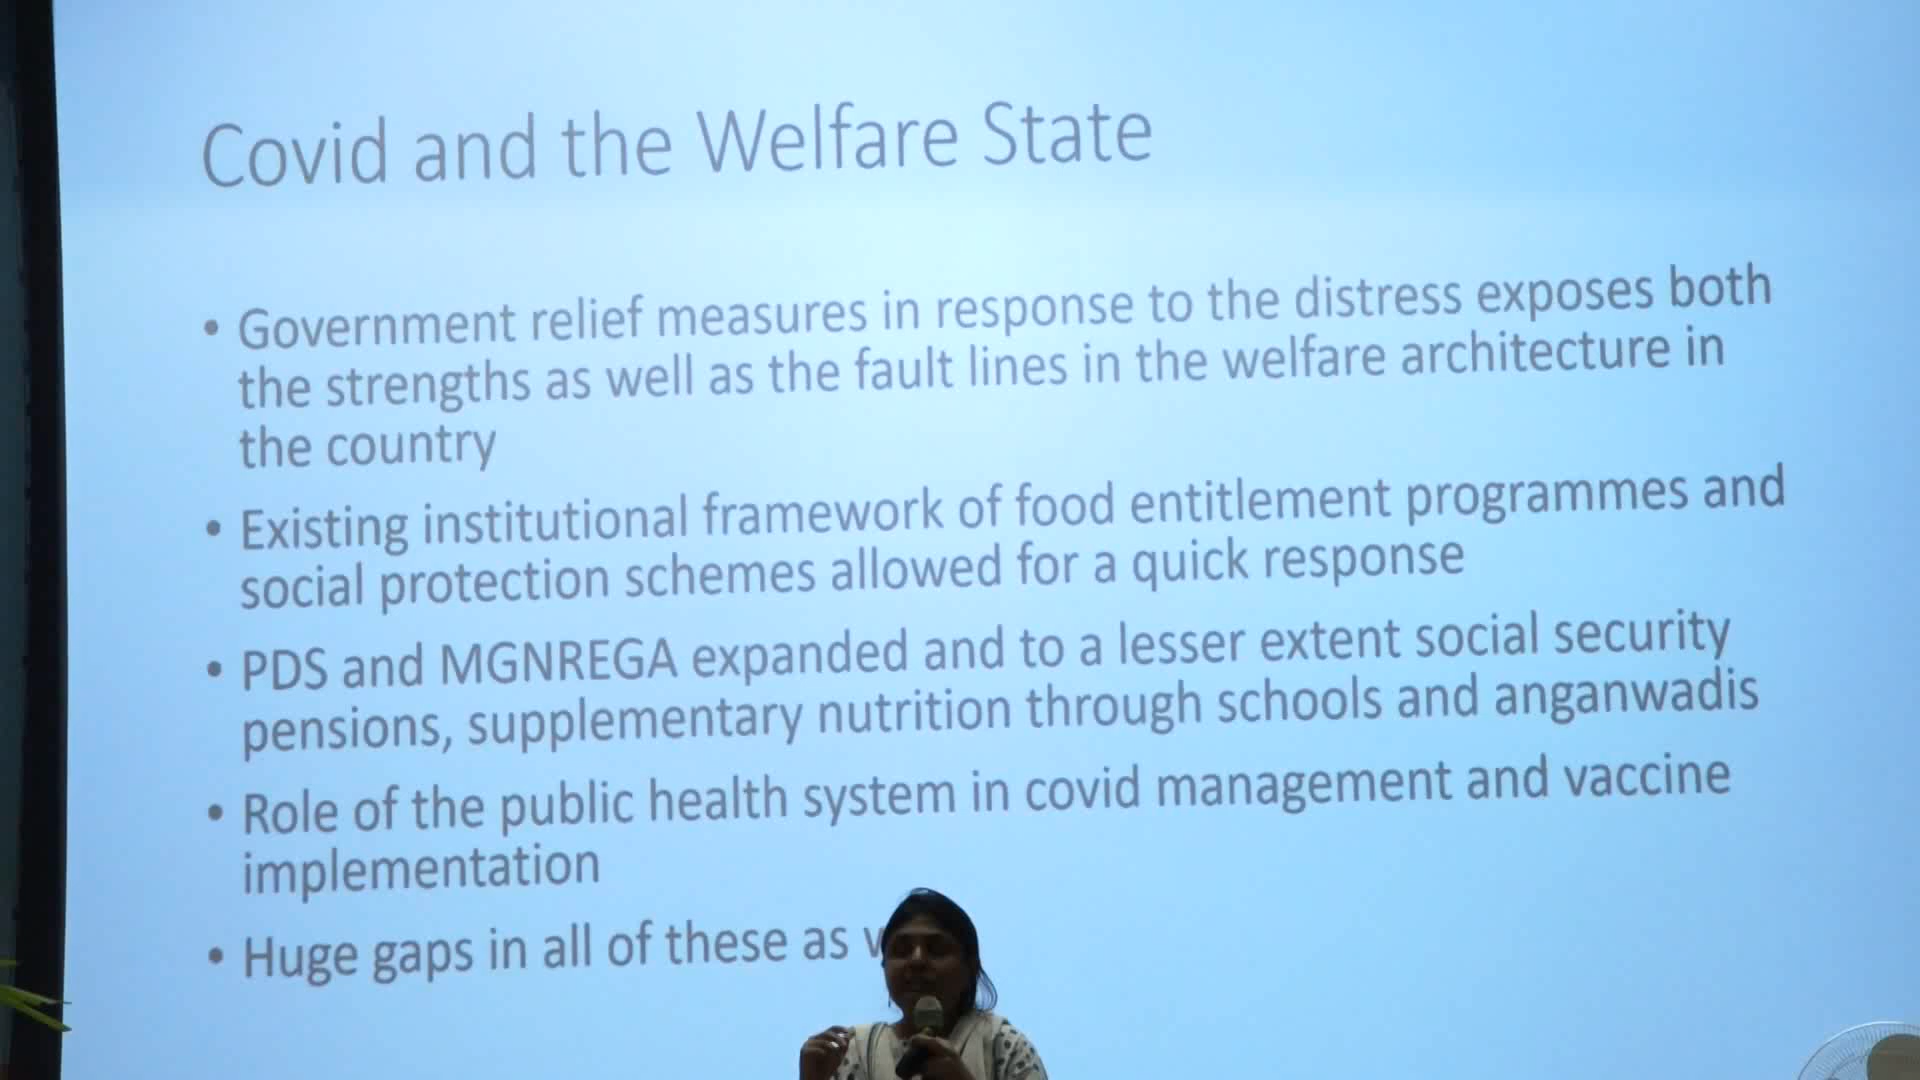 Covid and the Welfare State
• Government relief measures in response to the distress exposes both
the strengths as well as the fault lines in the welfare architecture in
the country
• Existing institutional framework of food entitlement programmes and
social protection schemes allowed for a quick response
• PDS and MGNREGA expanded and to a lesser extent social security
pensions, supplementary nutrition through schools and anganwadis
• Role of the public health system in covid management and vaccine
implementation
• Huge gaps in all of these as